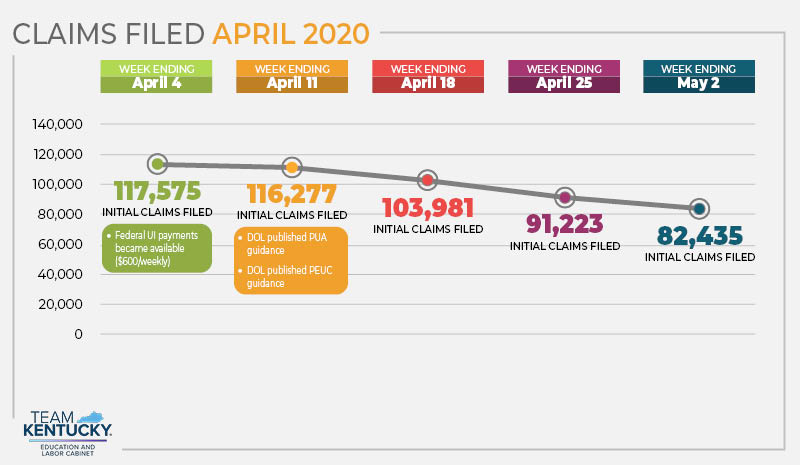 CLAIMS FILED APRIL 2020
WEEK ENDING
April 4
WEEK ENDING
April 11
WEEK ENDING
April 18
WEEK ENDING
April 25
WEEK ENDING
May 2
140,000
120,000
100,000
80,000
60,000
40,000
20,000
0
117,575
INITIAL CLAIMS FILED
• Federal UI payments
became available
($600/weekly)
116,277
INITIAL CLAIMS FILED
• DOL published PUA
guidance
• DOL published PEUC
guidance
103,981
INITIAL CLAIMS FILED
91,223
INITIAL CLAIMS FILED
82,435
INITIAL CLAIMS FILED
TEAM
KENTUCKY.
EDUCATION AND
LABOR CABINET